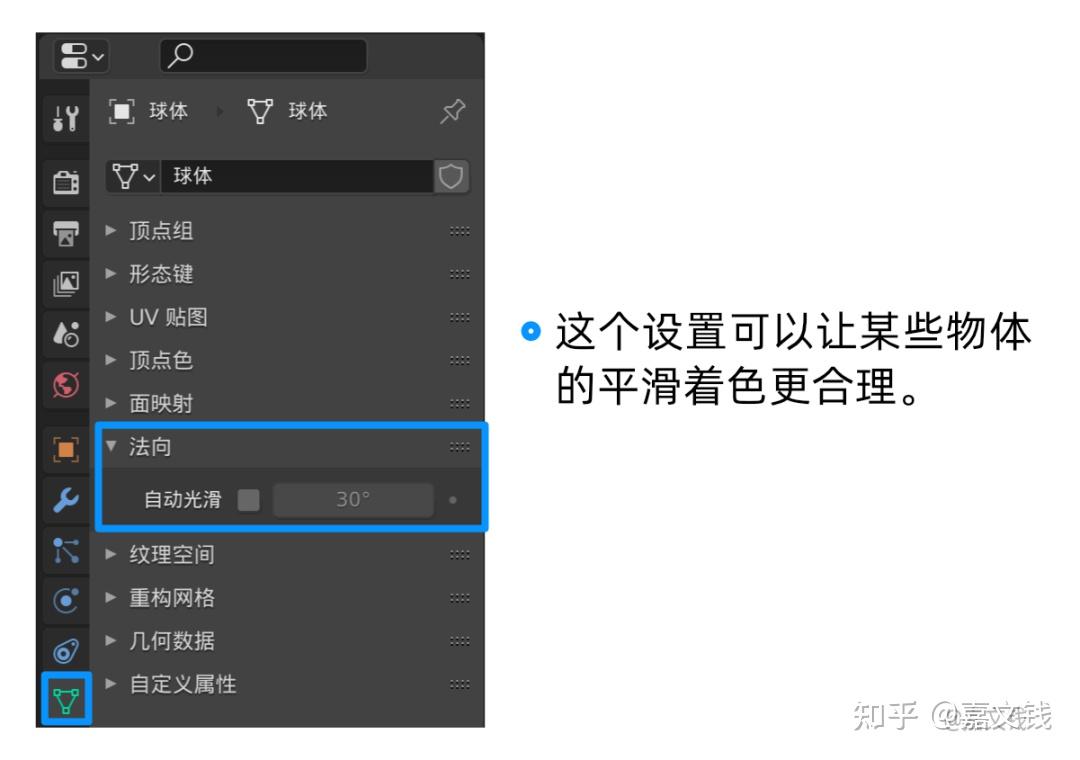 球体 球体
球体
顶点组
形态键
UV 贴图
顶点色
面映射
法向
自动光滑 30°
纹理空间
重构网格
几何数据
自定义属性
这个设置可以让某些物体
的平滑着色更合理。
知乎 @嘉文钱